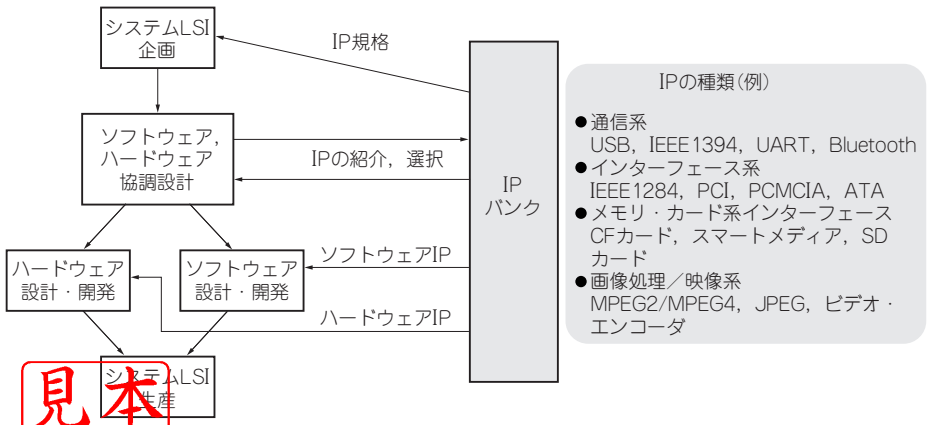 システムLSI
企画
IP規格
ソフトウェア,
ハードウェア
協調設計
IPの紹介, 選択
IP
バンク
ハードウェア
設計・開発
ソフトウェア
設計・開発
ソフトウェアIP
ハードウェアIP
システムLSI
生産
見本
IPの種類(例)
●通信系
USB, IEEE1394, UART, Bluetooth
●インターフェース系
IEEE1284, PCI, PCMCIA, ATA
●メモリ・カード系インターフェース
CFカード, スマートメディア, SD
カード
●画像処理/映像系
MPEG2/MPEG4, JPEG, ビデオ・
エンコーダ